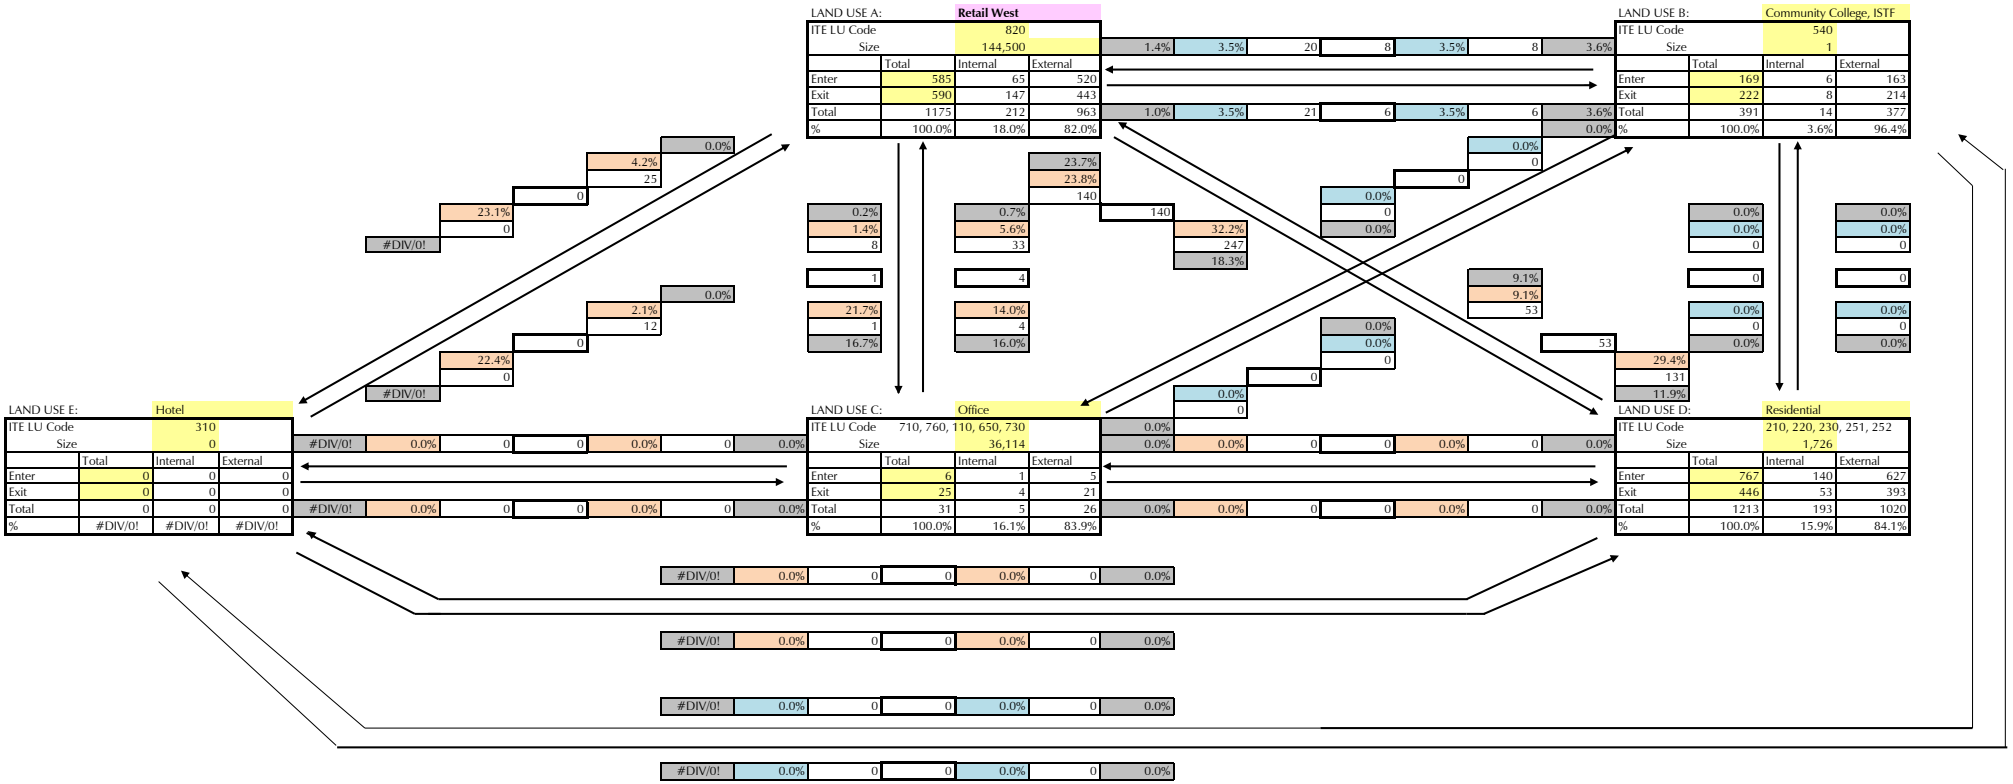 LAND USE A: Retail West LAND USE B: Community College, ISTF
ITE LU Code 820 ITE LU Code 540
Size 144,500 1.4% 3.5% 20 8 3.5% 8 3.6% Size 1
Total Internal External Total Internal External
Enter 585 65 520 Enter 169 6 163
Exit 590 147 443 Exit 222 8 214
Total 1175 212 963 1.0% 3.5% 21 6 3.5% 6 3.6% Total 391 14 377
% 100.0% 18.0% 82.0% 0.0% % 100.0% 3.6% 96.4%
0.0% 0.0%
4.2% 23.7% 0
25 23.8% 0
0 140 0.0%
23.1% 0.2% 0.7% 140 0 0.0% 0.0%
0 1.4% 5.6% 32.2% 0.0% 0.0% 0.0%
#DIV/0! 8 33 247 0 0
18.3%
1 4 9.1% 0 0
0.0% 9.1%
2.1% 21.7% 14.0% 53 0.0% 0.0%
12 1 4 0.0% 0 0
0 16.7% 16.0% 0.0% 53 0.0% 0.0%
22.4% 0 29.4%
0 0 131
#DIV/0! 0.0% 11.9%
0
LAND USE E: Hotel LAND USE C: Office LAND USE D: Residential
ITE LU Code 310 ITE LU Code 710, 760, 110, 650, 730 0.0% ITE LU Code 210, 220, 230, 251, 252
Size 0 #DIV/0! 0.0% 0 0 0.0% 0 0.0% Size 36,114 0.0% 0.0% 0 0 0.0% 0 0.0% Size 1,726
Total Internal External Total Internal External Total Internal External
Enter 0 0 0 Enter 6 1 5 Enter 767 140 627
Exit 0 0 0 Exit 25 4 21 Exit 446 53 393
Total 0 0 0 #DIV/0! 0.0% 0 0 0.0% 0 0.0% Total 31 5 26 0.0% 0.0% 0 0 0.0% 0 0.0% Total 1213 193 1020
% #DIV/0! #DIV/0! #DIV/0! % 100.0% 16.1% 83.9% % 100.0% 15.9% 84.1%
#DIV/0! 0.0% 0 0 0.0% 0 0.0%
#DIV/0! 0.0% 0 0 0.0% 0 0.0%
#DIV/0! 0.0% 0 0 0.0% 0 0.0%
#DIV/0! 0.0% 0 0 0.0% 0 0.0%